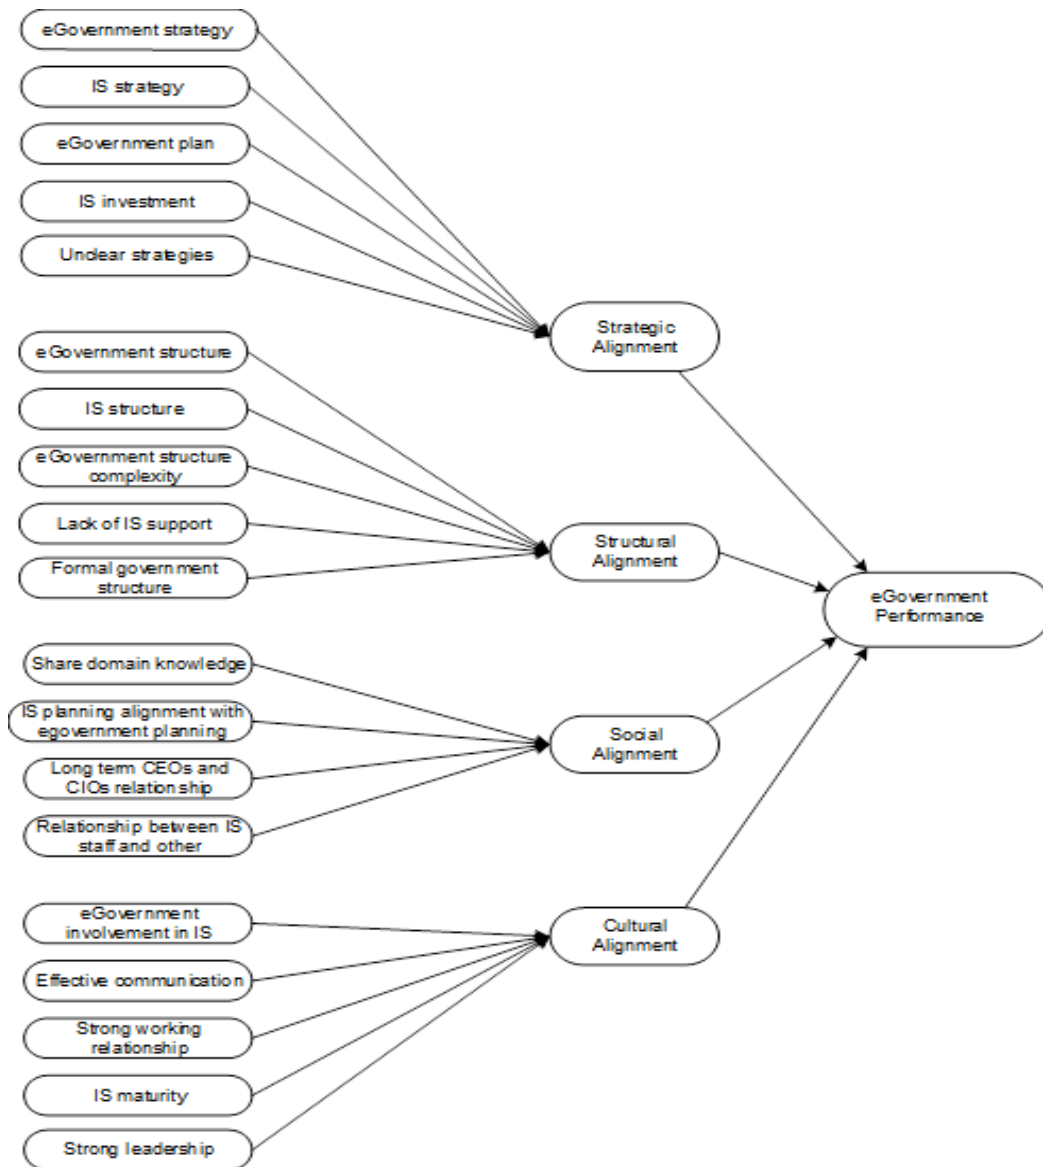 eGovernment strategy
IS strategy
eGovernment plan
IS investment
Unclear strategies
Strategic
Alignment
eGovernment structure
IS structure
eGovernment structure
complexity
Lack of IS support
Formal government
structure
Structural
Alignment
eGovernment
Performance
Share domain knowledge
IS planning alignment with
egovernment planning
Long term CEOs and
CIOs relationship
Relationship between IS
staff and other
Social
Alignment
eGovernment
involvement in IS
Effective communication
Strong working
relationship
IS maturity
Strong leadership
Cultural
Alignment